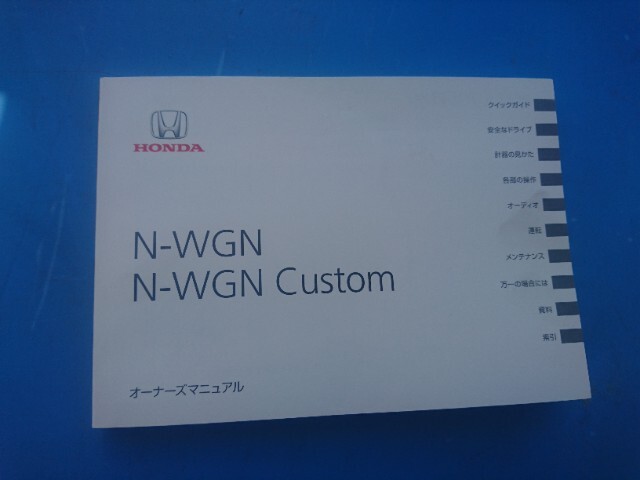 HONDA
N-WGN
N-WGN Custom
オーナーズマニュアル
クイックガイド
安全なドライブ
計器の見かた
各部の操作
オーディオ
運転
メンテナンス
万一の場合には
資料
索引